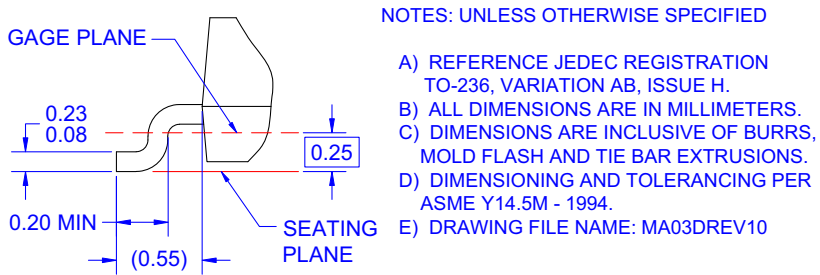 GAGE PLANE
0.23
0.08
0.25
0.20 MIN
SEATING
PLANE
(0.55)
NOTES: UNLESS OTHERWISE SPECIFIED
A) REFERENCE JEDEC REGISTRATION
TO-236, VARIATION AB, ISSUE H.
B) ALL DIMENSIONS ARE IN MILLIMETERS.
C) DIMENSIONS ARE INCLUSIVE OF BURRS,
MOLD FLASH AND TIE BAR EXTRUSIONS.
D) DIMENSIONING AND TOLERANCING PER
ASME Y14.5M - 1994.
E) DRAWING FILE NAME: MA03DREV10